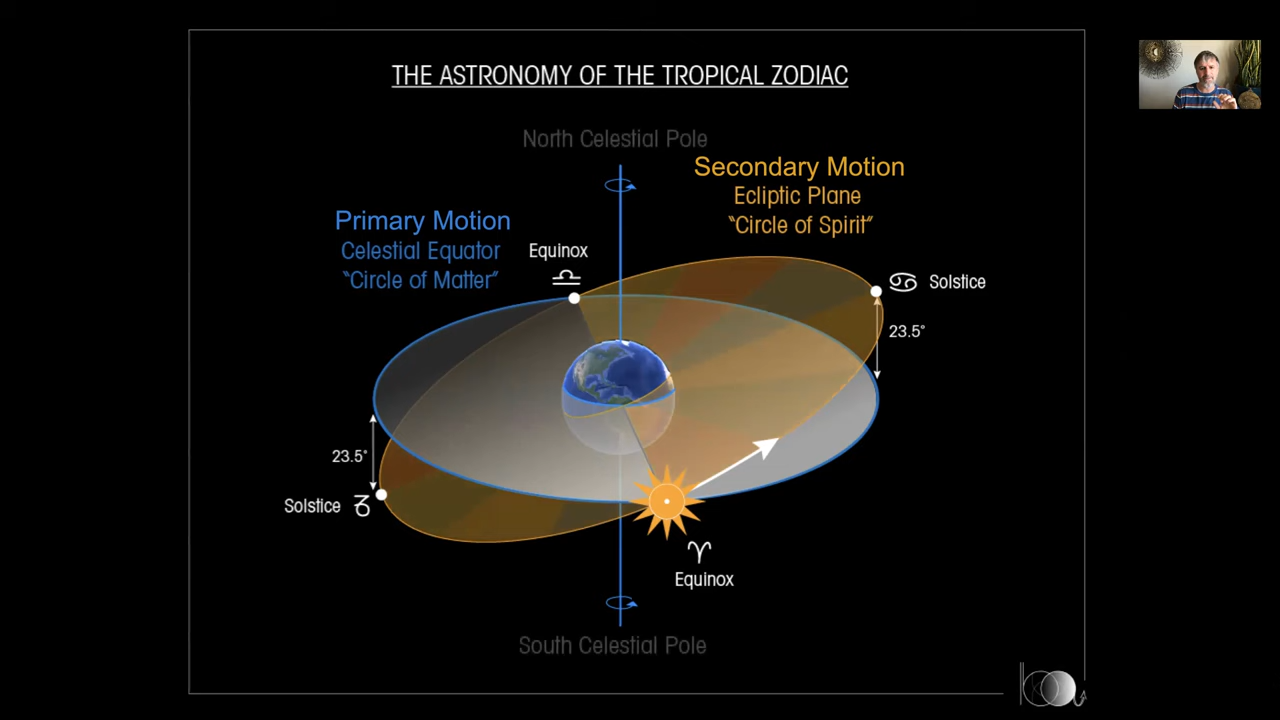 THE ASTRONOMY OF THE TROPICAL ZODIAC
North Celestial Pole
Secondary Motion
Ecliptic Plane
“Circle of Spirit”
Primary Motion
Celestial Equator
“Circle of Matter”
Equinox
♎
♋ Solstice
23.5°
23.5°
Solstice ♑
♈
Equinox
South Celestial Pole